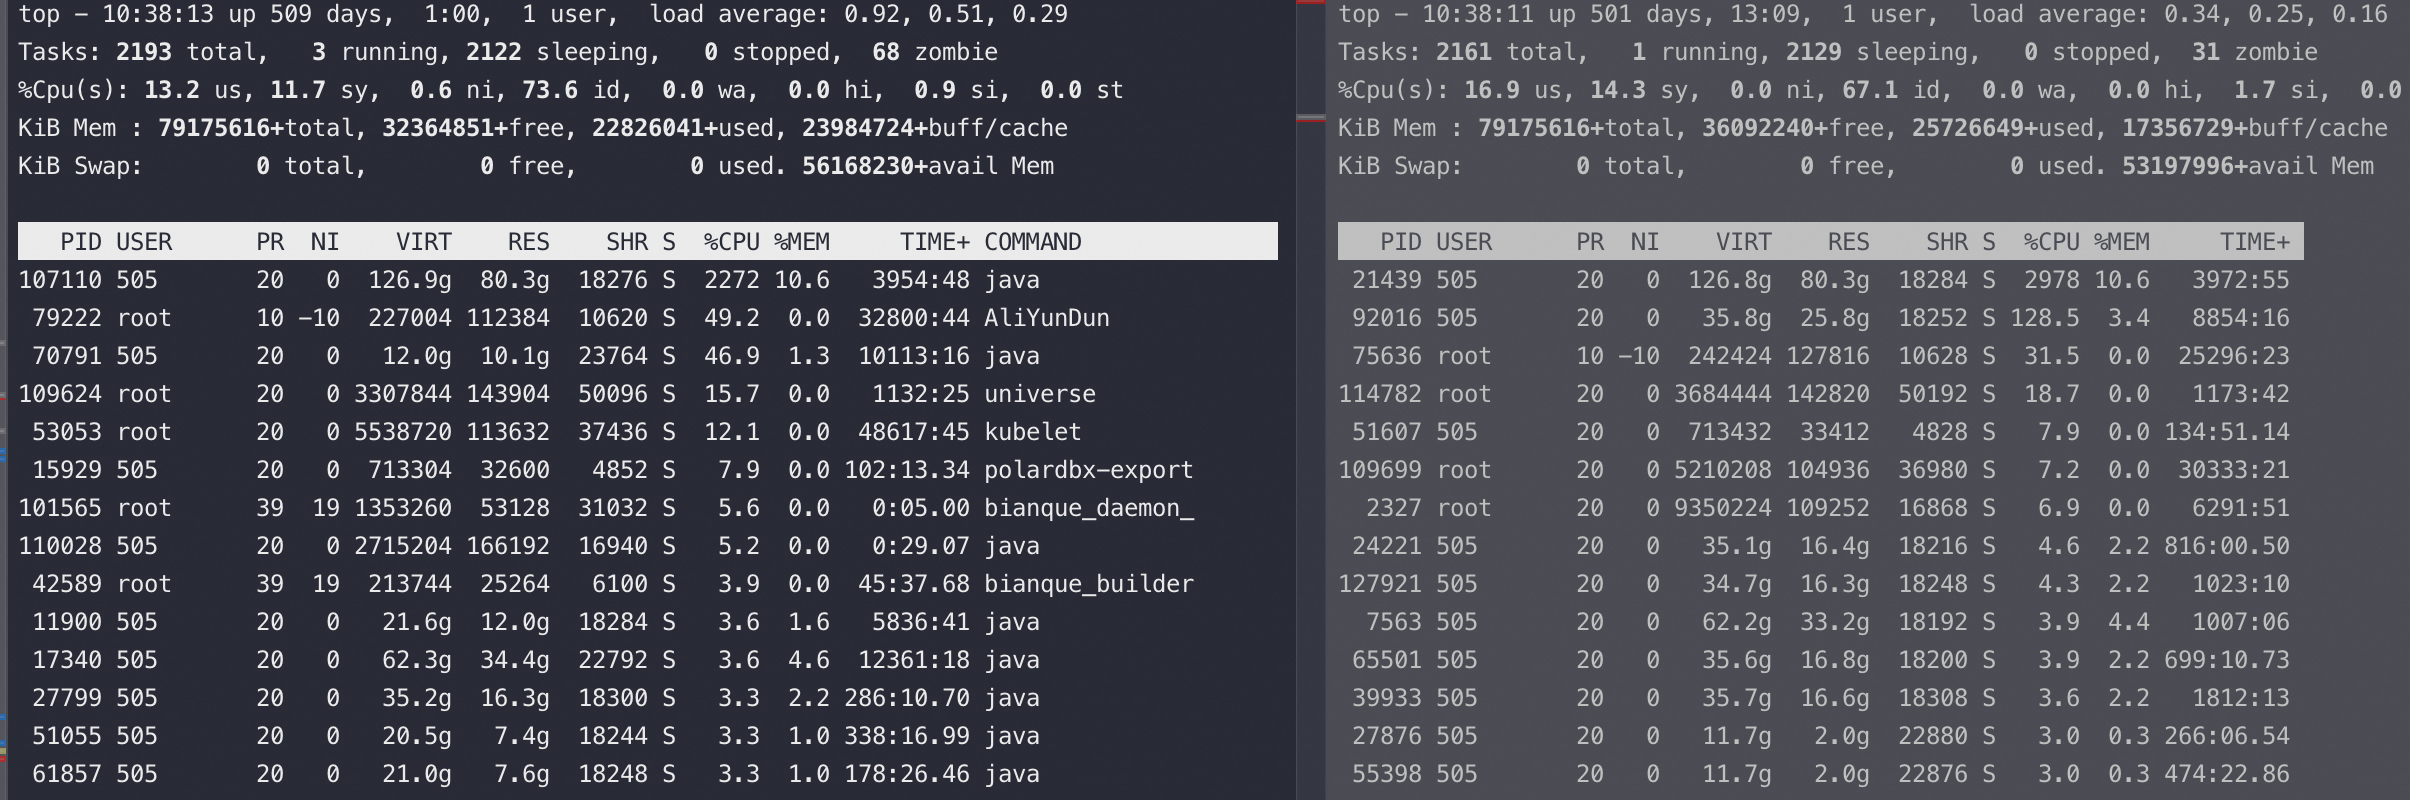 top – 10:38:13 up 509 days,  1:00,  1 user,  load average: 0.92, 0.51, 0.29
Tasks: 2193 total,   3 running, 2122 sleeping,   0 stopped,  68 zombie
%Cpu(s): 13.2 us, 11.7 sy,  0.6 ni, 73.6 id,  0.0 wa,  0.0 hi,  0.9 si,  0.0 st
KiB Mem : 79175616+total, 32364851+free, 22826041+used, 23984724+buff/cache
KiB Swap:        0 total,        0 free,        0 used. 56168230+avail Mem
PID USER      PR  NI    VIRT    RES    SHR S  %CPU %MEM     TIME+ COMMAND
107110 505       20   0  126.9g  80.3g  18276 S  2272 10.6   3954:48 java
79222 root      10 –10  227004 112384  10620 S  49.2  0.0  32800:44 AliYunDun
70791 505       20   0   12.0g  10.1g  23764 S  46.9  1.3  10113:16 java
109624 root      20   0 3307844 143904  50096 S  15.7  0.0   1132:25 universe
53053 root      20   0 5538720 113632  37436 S  12.1  0.0  48617:45 kubelet
15929 505       20   0  713304  32600   4852 S   7.9  0.0 102:13.34 polardbx–export
101565 root      39  19 1353260  53128  31032 S   5.6  0.0   0:05.00 bianque_daemon_
110028 505       20   0 2715204 166192  16940 S   5.2  0.0   0:29.07 java
42589 root      39  19  213744  25264   6100 S   3.9  0.0  45:37.68 bianque_builder
11900 505       20   0   21.6g  12.0g  18284 S   3.6  1.6   5836:41 java
17340 505       20   0   62.3g  34.4g  22792 S   3.6  4.6  12361:18 java
27799 505       20   0   35.2g  16.3g  18300 S   3.3  2.2 286:10.70 java
51055 505       20   0   20.5g   7.4g  18244 S   3.3  1.0 338:16.99 java
61857 505       20   0   21.0g   7.6g  18248 S   3.3  1.0 178:26.46 java
top – 10:38:11 up 501 days, 13:09,  1 user,  load average: 0.34, 0.25, 0.16
Tasks: 2161 total,   1 running, 2129 sleeping,   0 stopped,  31 zombie
%Cpu(s): 16.9 us, 14.3 sy,  0.0 ni, 67.1 id,  0.0 wa,  0.0 hi,  1.7 si,  0.0
KiB Mem : 79175616+total, 36092240+free, 25726649+used, 17356729+buff/cache
KiB Swap:        0 total,        0 free,        0 used. 53197996+avail Mem
PID USER      PR  NI    VIRT    RES    SHR S  %CPU %MEM     TIME+
21439 505       20   0  126.8g  80.3g  18284 S  2978 10.6   3972:55
92016 505       20   0   35.8g  25.8g  18252 S 128.5  3.4   8854:16
75636 root      10 –10  242424 127816  10628 S  31.5  0.0  25296:23
114782 root      20   0 3684444 142820  50192 S  18.7  0.0   1173:42
51607 505       20   0  713432  33412   4828 S   7.9  0.0 134:51.14
109699 root      20   0 5210208 104936  36980 S   7.2  0.0  30333:21
2327 root      20   0 9350224 109252  16868 S   6.9  0.0   6291:51
24221 505       20   0   35.1g  16.4g  18216 S   4.6  2.2 816:00.50
127921 505       20   0   34.7g  16.3g  18248 S   4.3  2.2   1023:10
7563 505       20   0   62.2g  33.2g  18192 S   3.9  4.4   1007:06
65501 505       20   0   35.6g  16.8g  18200 S   3.9  2.2 699:10.73
39933 505       20   0   35.7g  16.6g  18308 S   3.6  2.2   1812:13
27876 505       20   0   11.7g   2.0g  22880 S   3.0  0.3 266:06.54
55398 505       20   0   11.7g   2.0g  22876 S   3.0  0.3 474:22.86